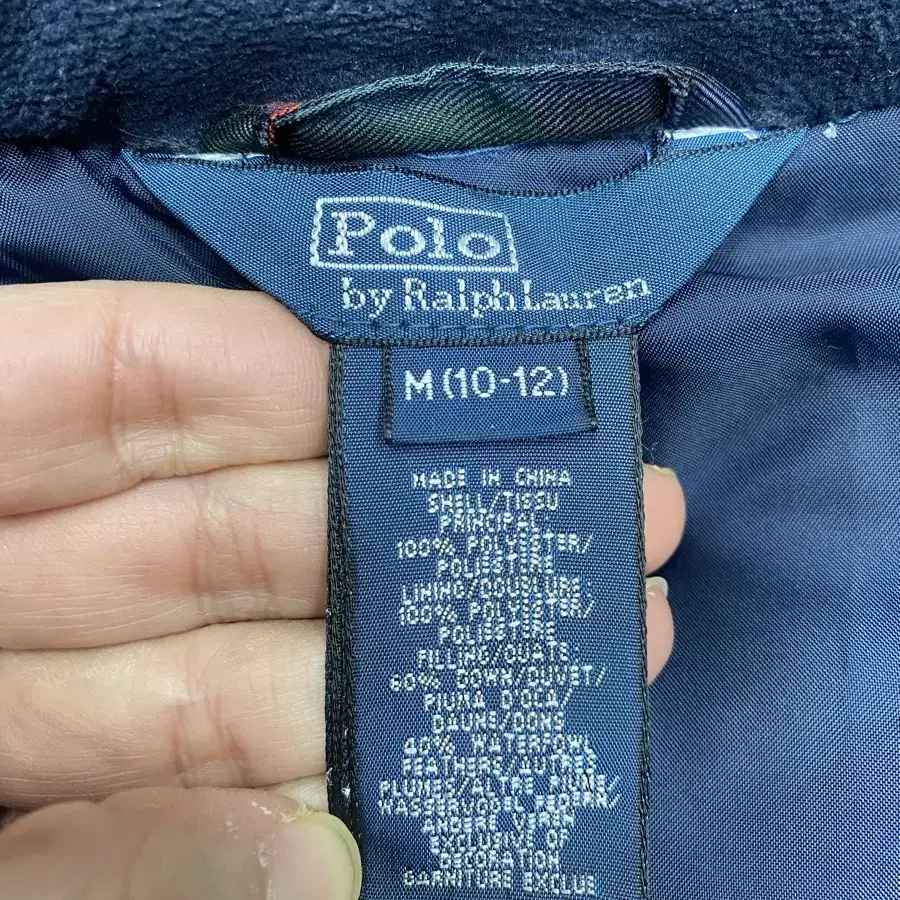 Polo
by Ralph Lauren
M (10-12)
MADE IN CHINA
SHELL/TISSU
PRINCIPAL
100% POLYESTER/
POLIESTERE
LINING/DOUBLURE
100% POLYESTER/
POLIESTERE
FILLING/OUATE
60% DOWN/DUVET/
PIUMA D'OCA/
DAUNE/DONS
40% WATERFOWL
FEATHERS/AUTRES
PLUMES/ALTRE PIUME/
WASSERVOGEL FEDERN/
ANDERE VEREN
EXCLUSIVE OF
DECORATION
GARNITURE EXCLUE